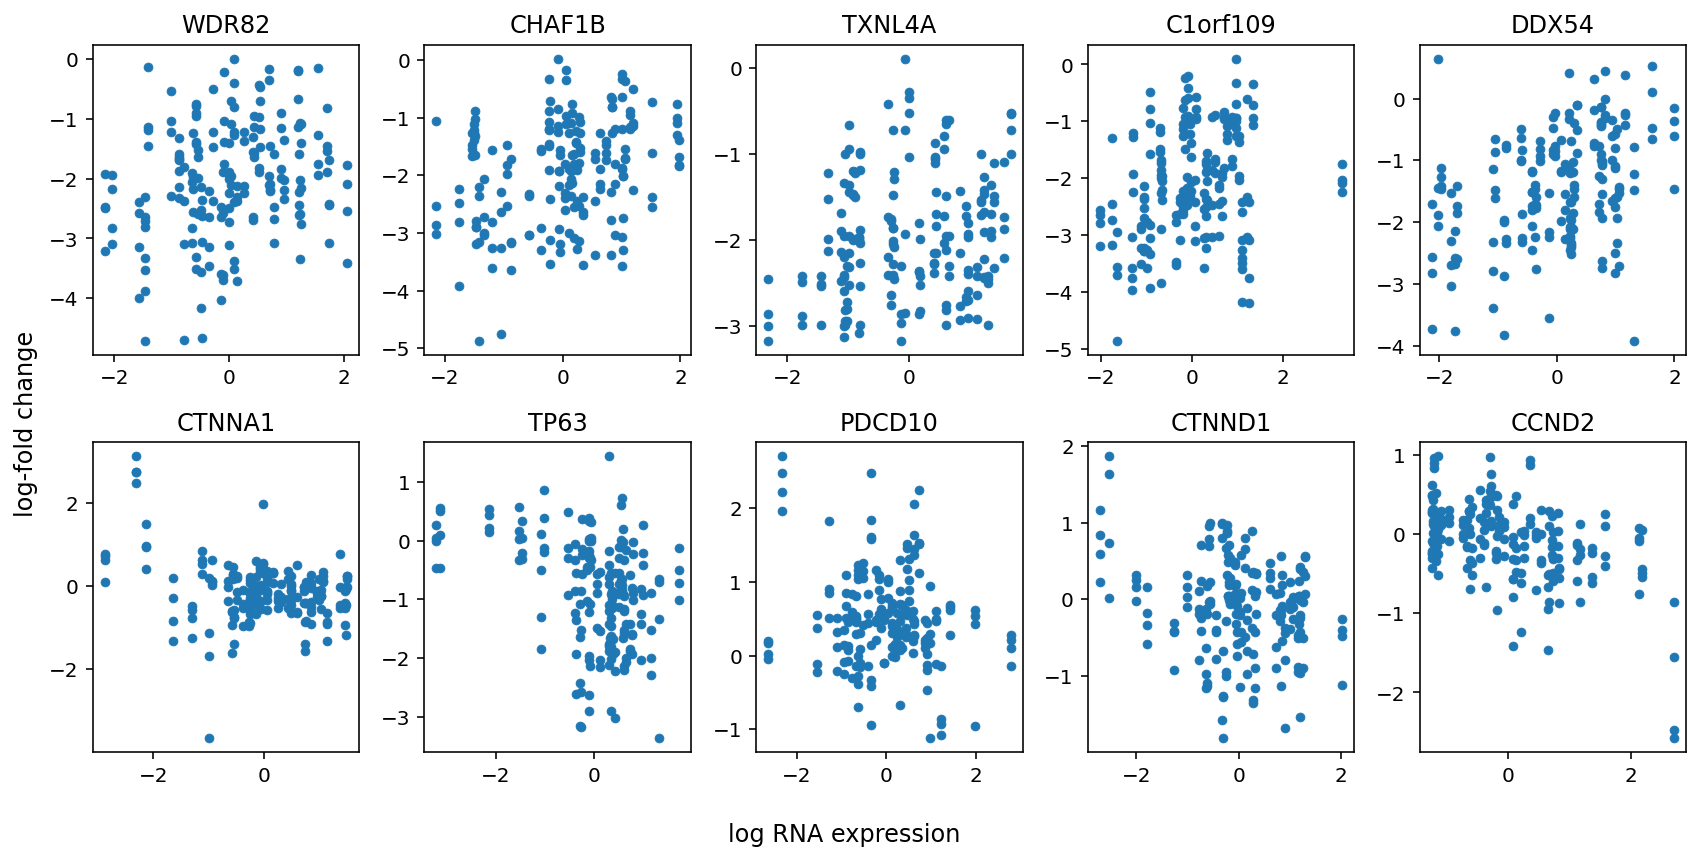 WDR82 CHAF1B TXNL4A C1orf109 DDX54
0 0 0 0 0
−1 −1 −1 −1 −1
−2 −2 −2 −2 −2
−3 −3 −3 −3 −3
−4 −4 −4 −4
−5 −5
−2 0 2 −2 0 2 −2 0 −2 0 2 −2 0 2
log-fold change
CTNNA1 TP63 PDCD10 CTNND1 CCND2
2 1 2 2 1
0 0 1 1 0
−2 −1 0 0 −1
−2 −1 −1 −2
−3
−2 0 −2 0 −2 0 2 −2 0 2 0 2
log RNA expression